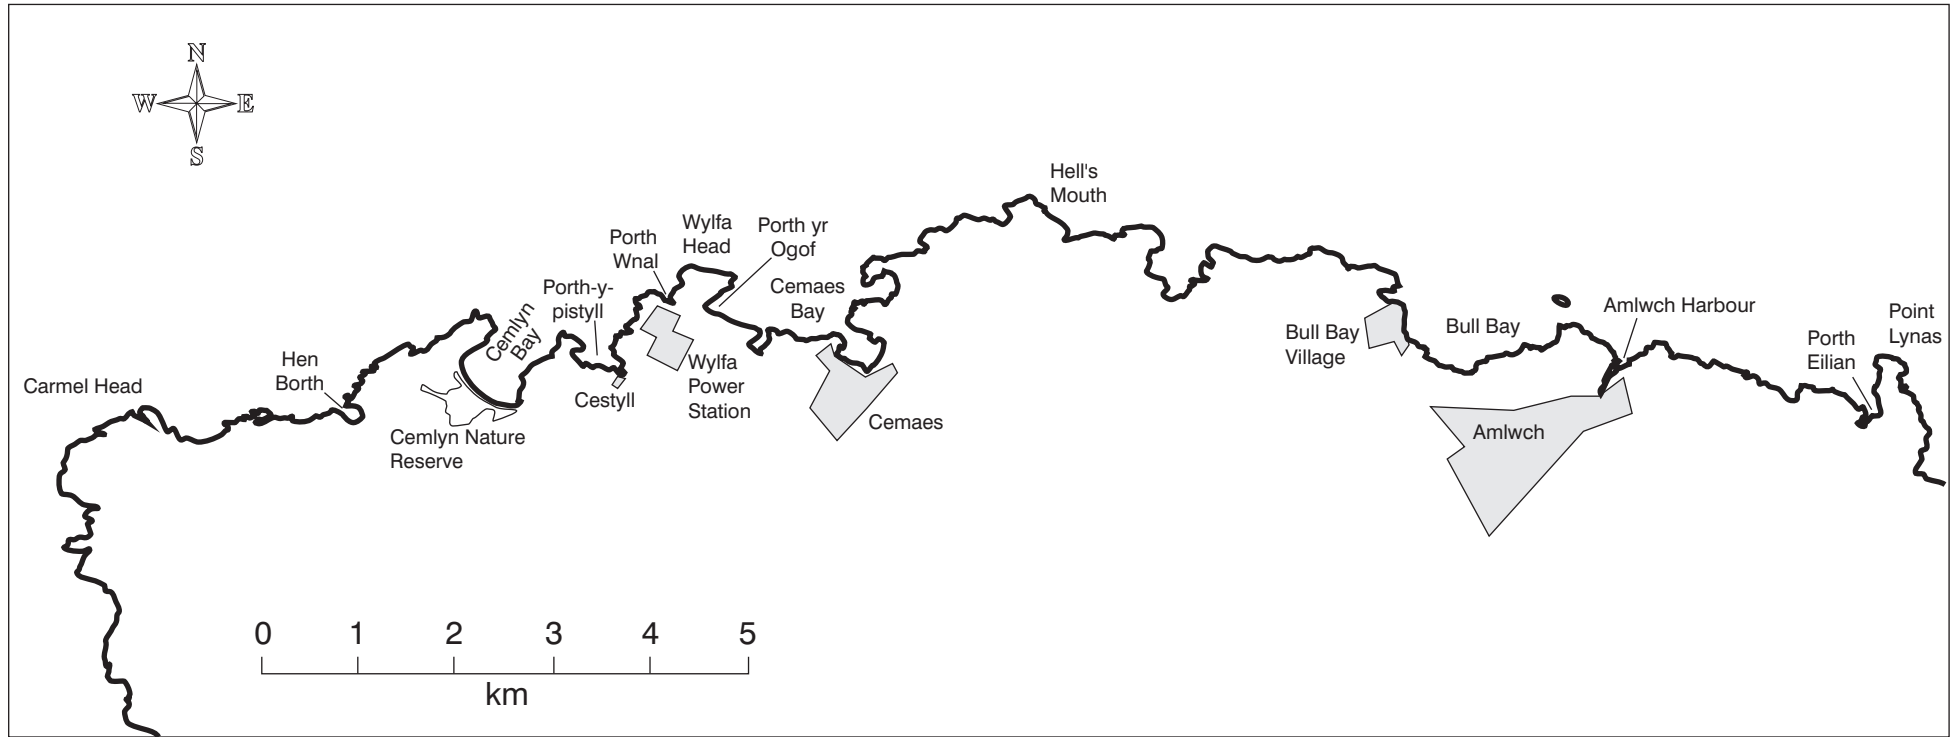 N
W E
S
Hell's
Mouth
Wylfa
Head
Porth yr
Ogof
Porth
Wnal
Cemaes
Bay
Porth-y-
pistyll
Cemlyn
Bay
Amlwch Harbour
Point
Lynas
Bull Bay
Bull Bay
Village
Porth
Eilian
Hen
Borth
Carmel Head
Wylfa
Power
Station
Cestyll
Cemaes
Cemlyn Nature
Reserve
Amlwch
0 1 2 3 4 5
km